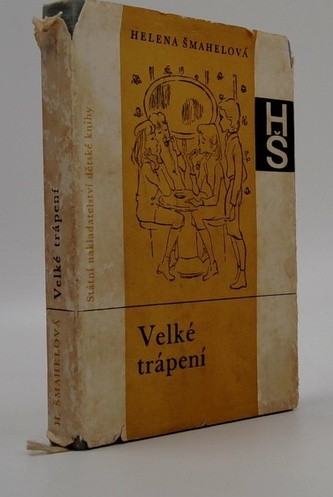 HELENA ŠMAHELOVÁ
HŠ
Velké
trápení
H. ŠMAHELOVÁ Velké trápení
Státní nakladatelství dětské knihy